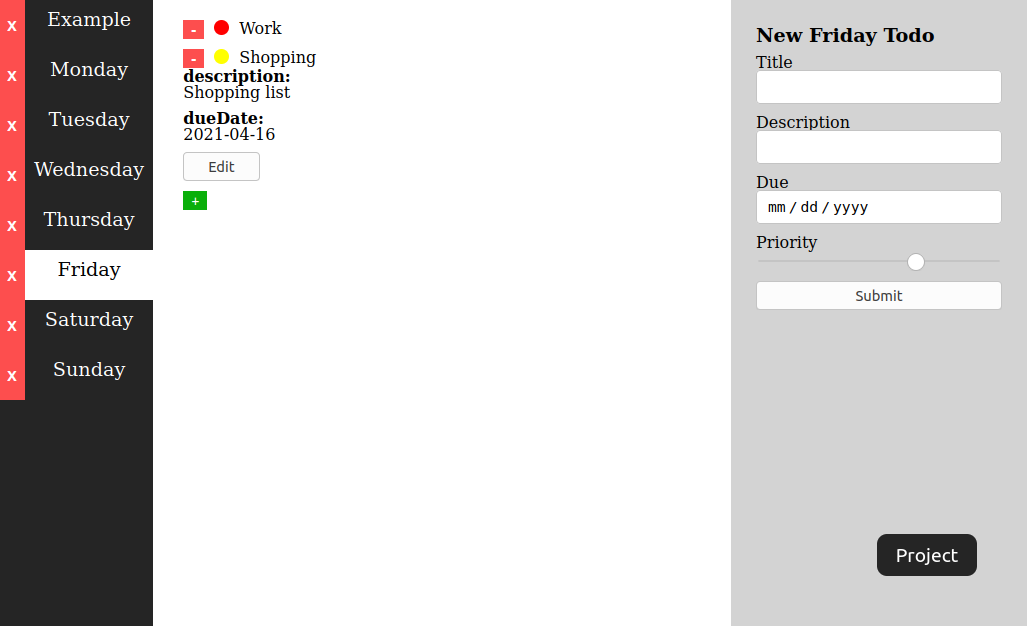 x Example
x Monday
x Tuesday
x Wednesday
x Thursday
x Friday
x Saturday
x Sunday
- Work
- Shopping
description:
Shopping list
dueDate:
2021-04-16
Edit
+
New Friday Todo
Title
Description
Due
mm / dd / yyyy
Priority
Submit
Project